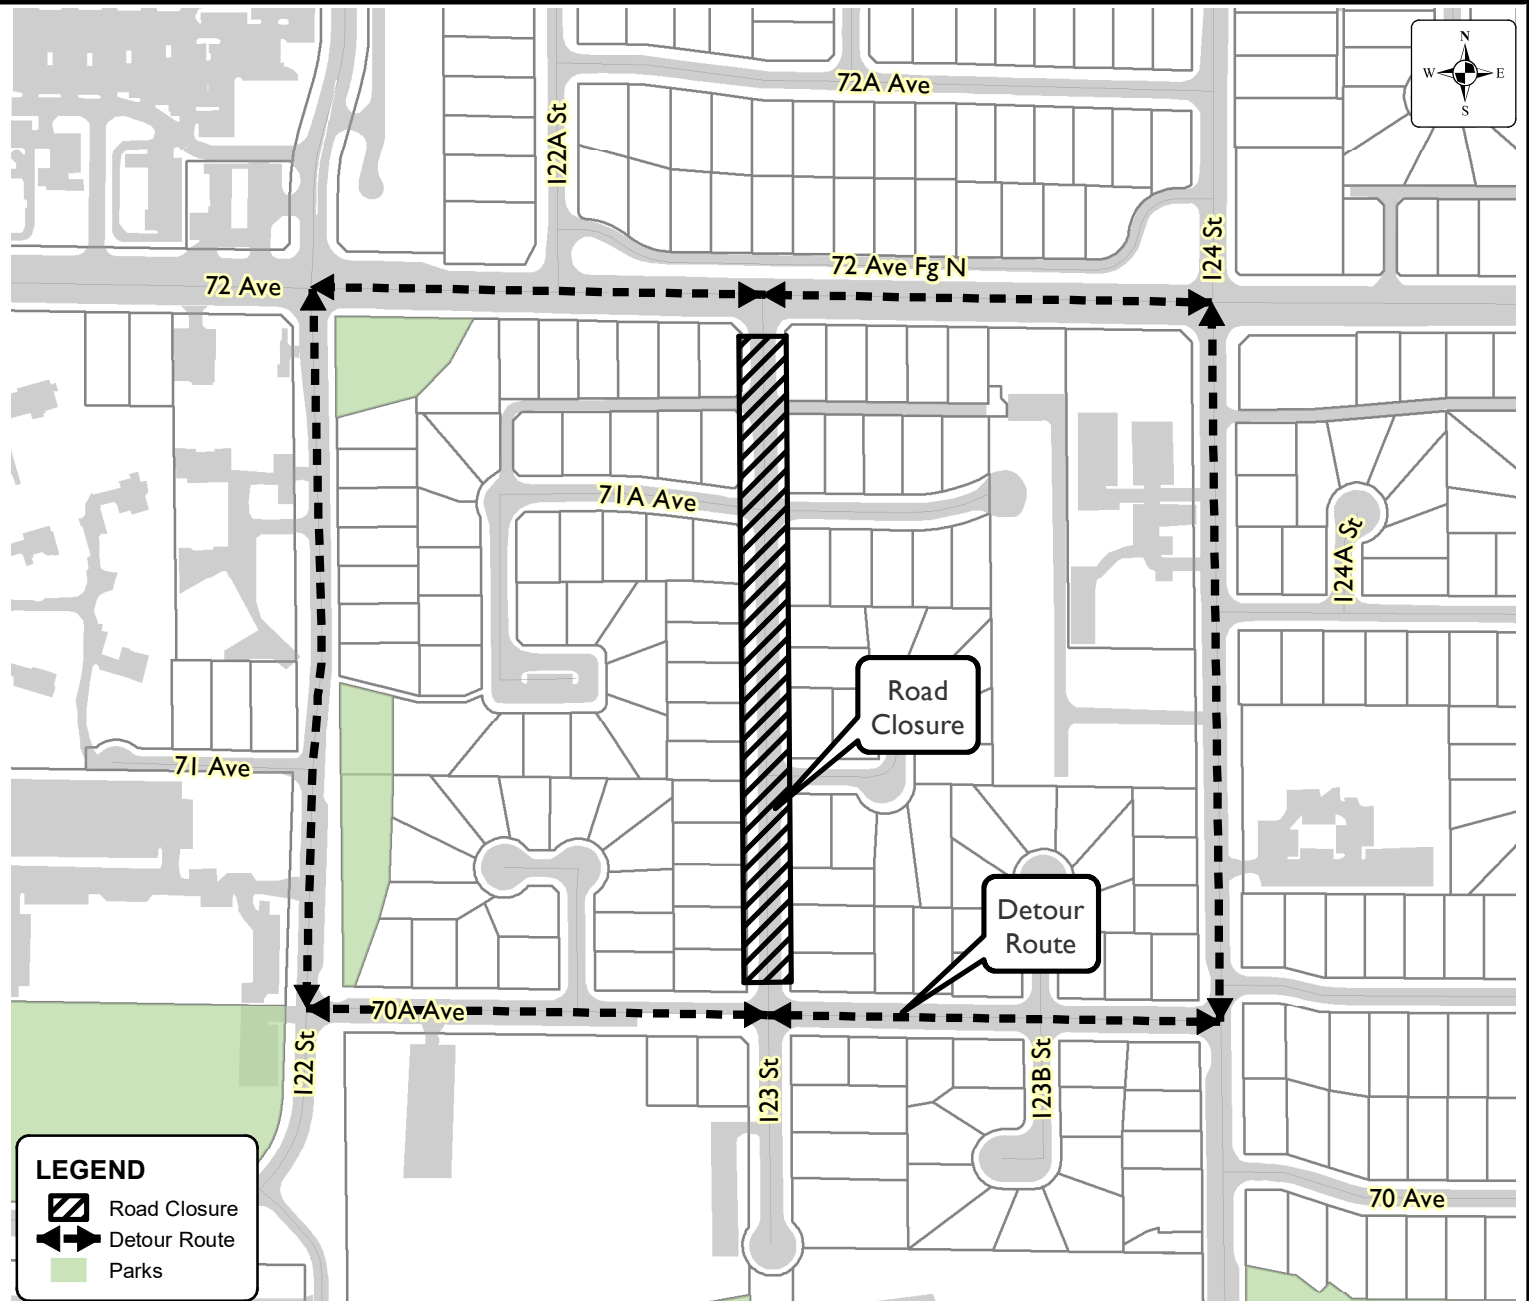 N
W E
S
72A Ave
122A St
124 St
72 Ave Fg N
72 Ave
71A Ave
124A St
Road
Closure
71 Ave
Detour
Route
70A Ave
122 St
123 St
123B St
70 Ave
LEGEND
Road Closure
Detour Route
Parks